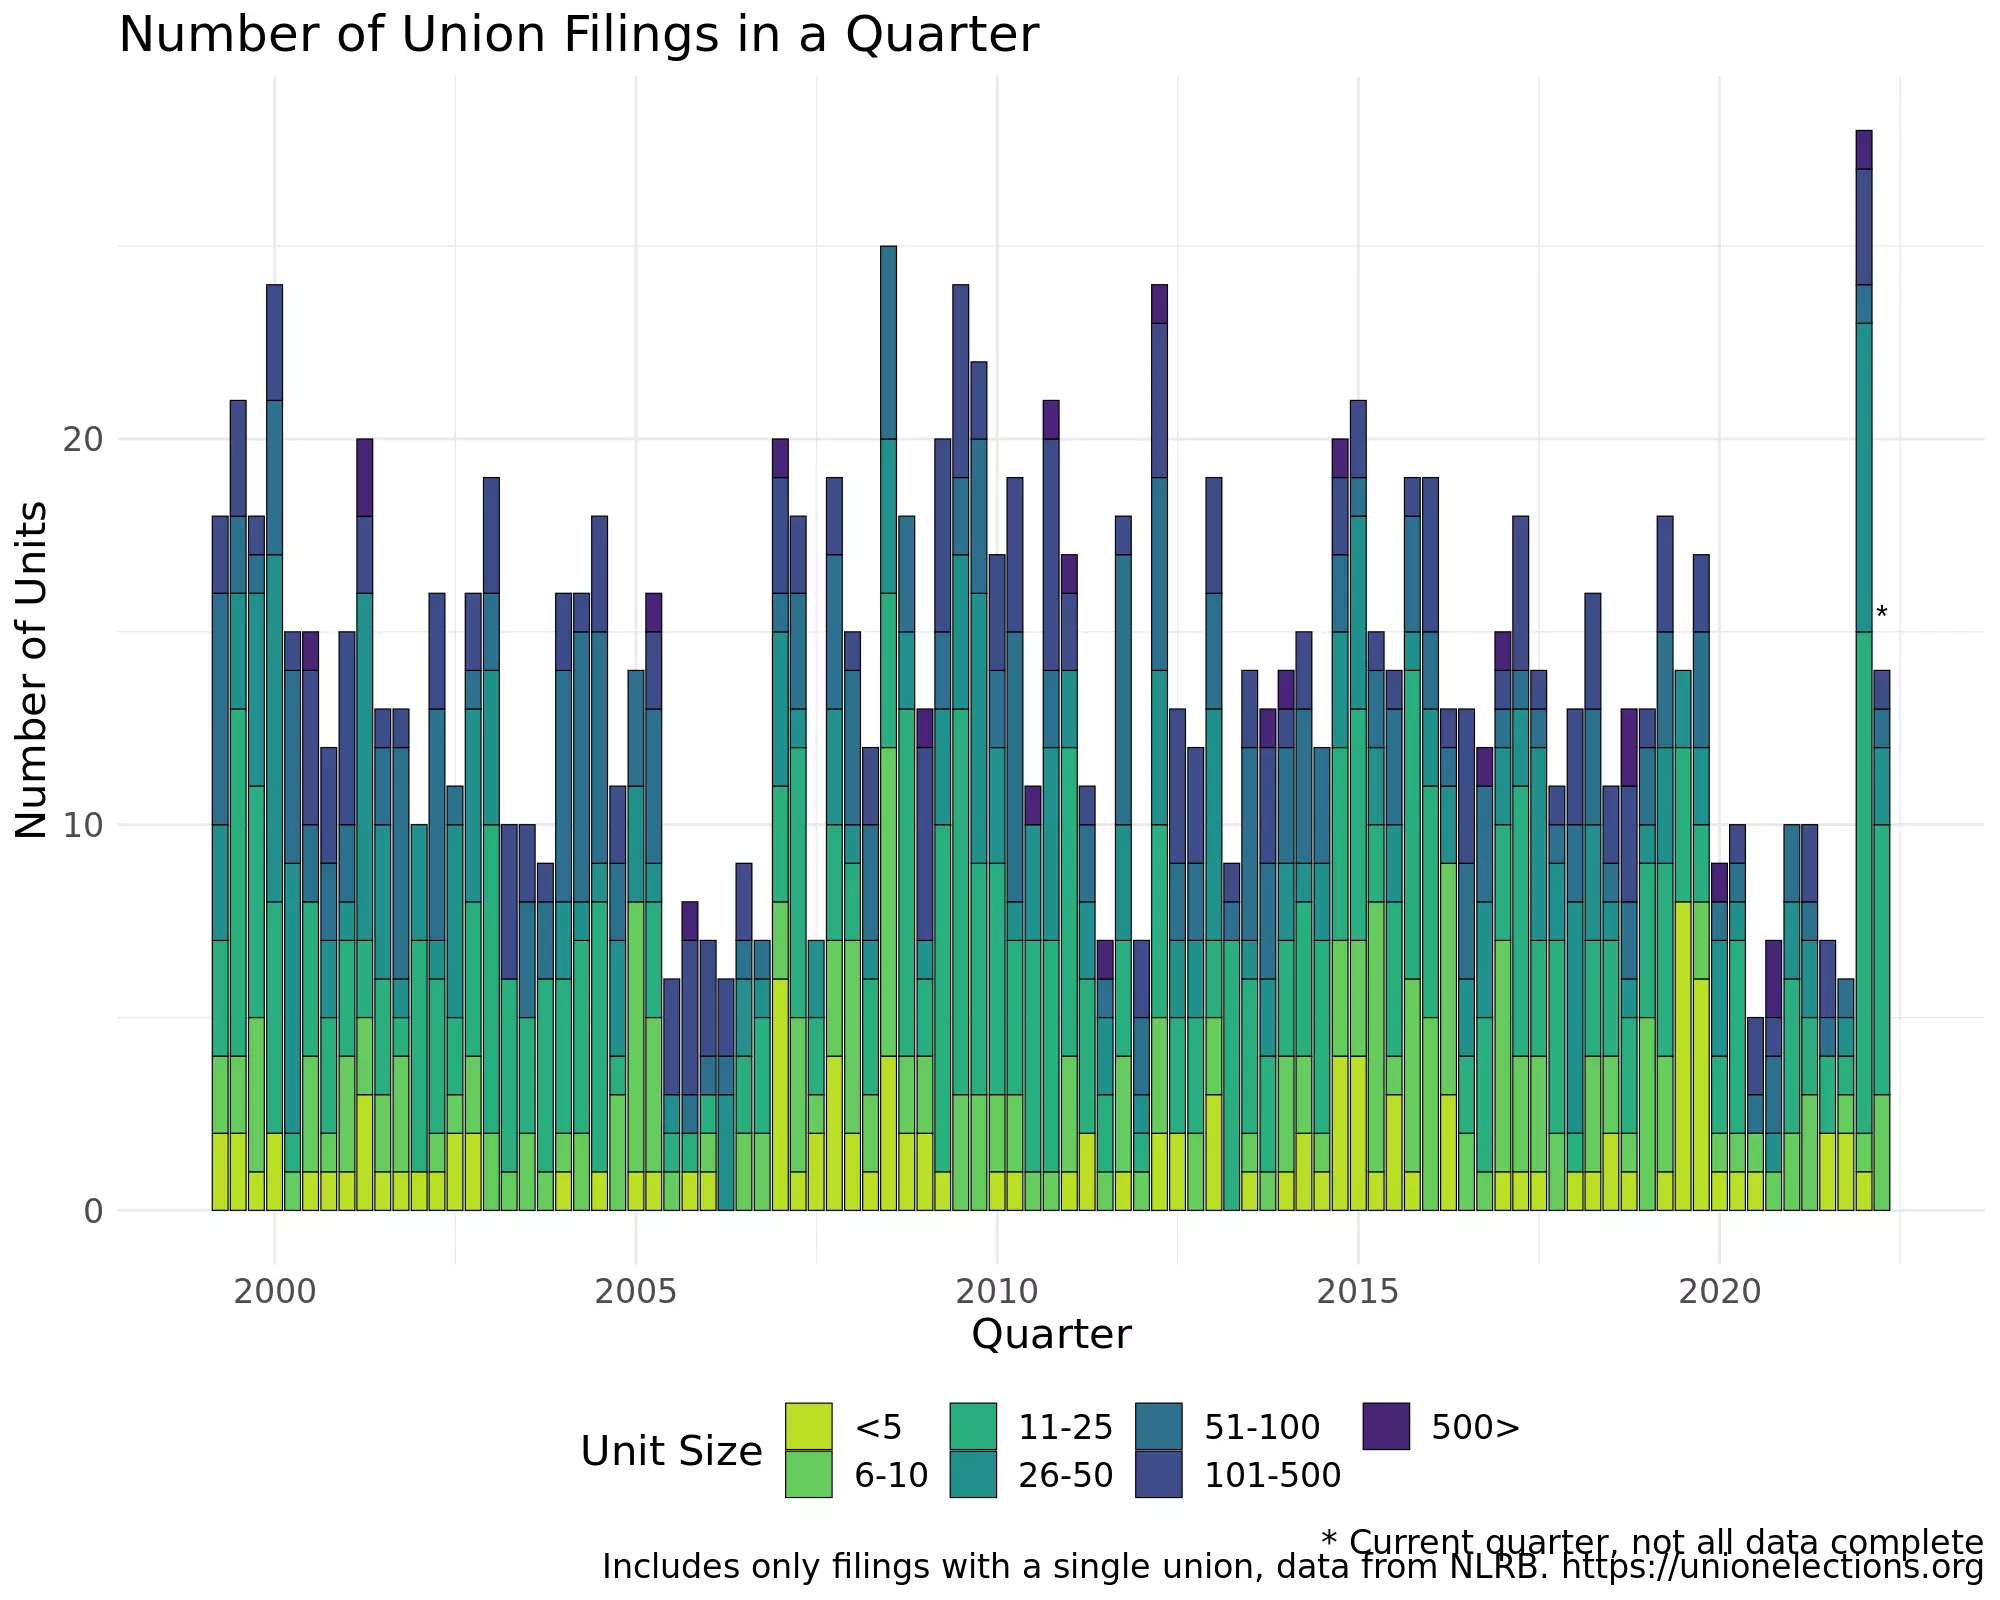 Number of Union Filings in a Quarter
Number of Units
20
10
0
*
2000 2005 2010 2015 2020
Quarter
Unit Size
<5 11-25 51-100 500>
6-10 26-50 101-500
* Current quarter, not all data complete
Includes only filings with a single union, data from NLRB. https://unionelections.org